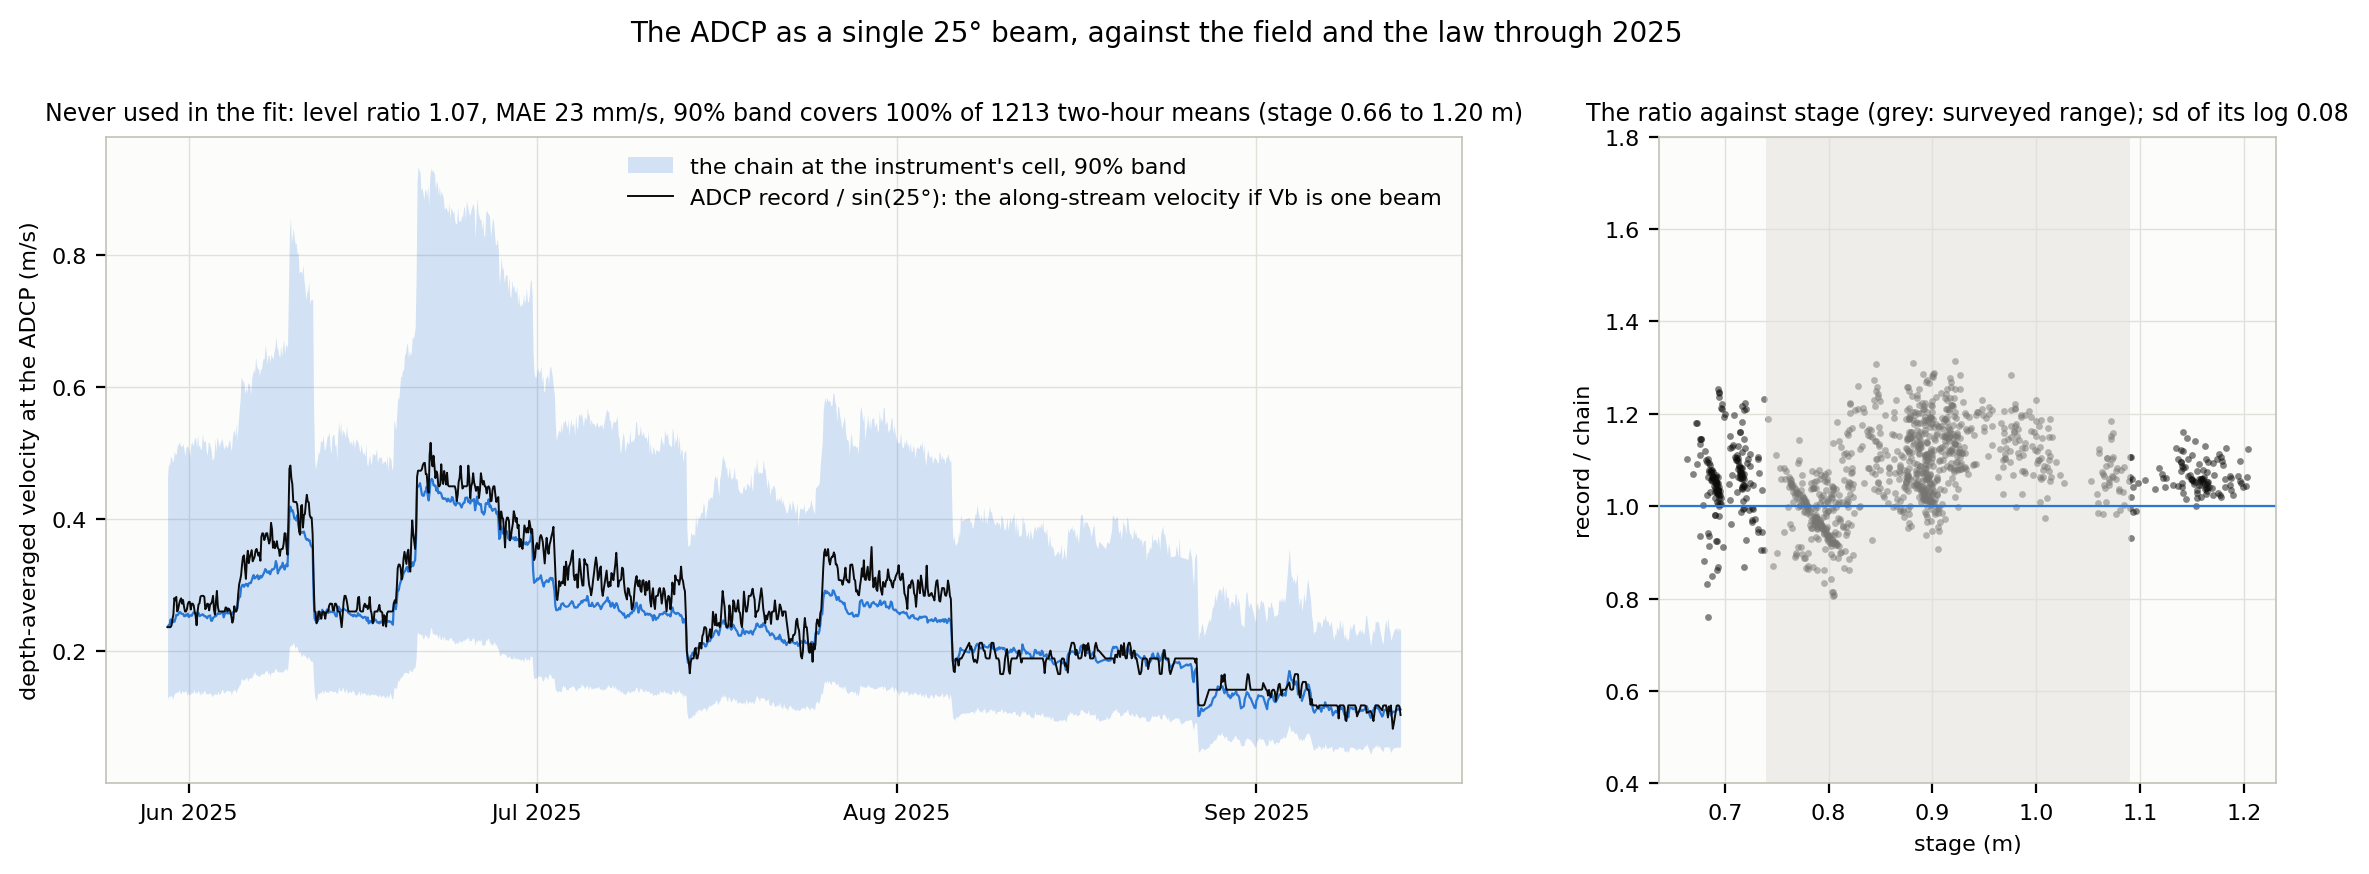 The ADCP as a single 25° beam, against the field and the law through 2025
Never used in the fit: level ratio 1.07, MAE 23 mm/s, 90% band covers 100% of 1213 two-hour means (stage 0.66 to 1.20 m)
depth-averaged velocity at the ADCP (m/s)
0.8
0.6
0.4
0.2
the chain at the instrument's cell, 90% band
ADCP record / sin(25°): the along-stream velocity if Vb is one beam
Jun 2025
Jul 2025
Aug 2025
Sep 2025
The ratio against stage (grey: surveyed range); sd of its log 0.08
record / chain
1.8
1.6
1.4
1.2
1.0
0.8
0.6
0.4
0.7
0.8
0.9
1.0
1.1
1.2
stage (m)